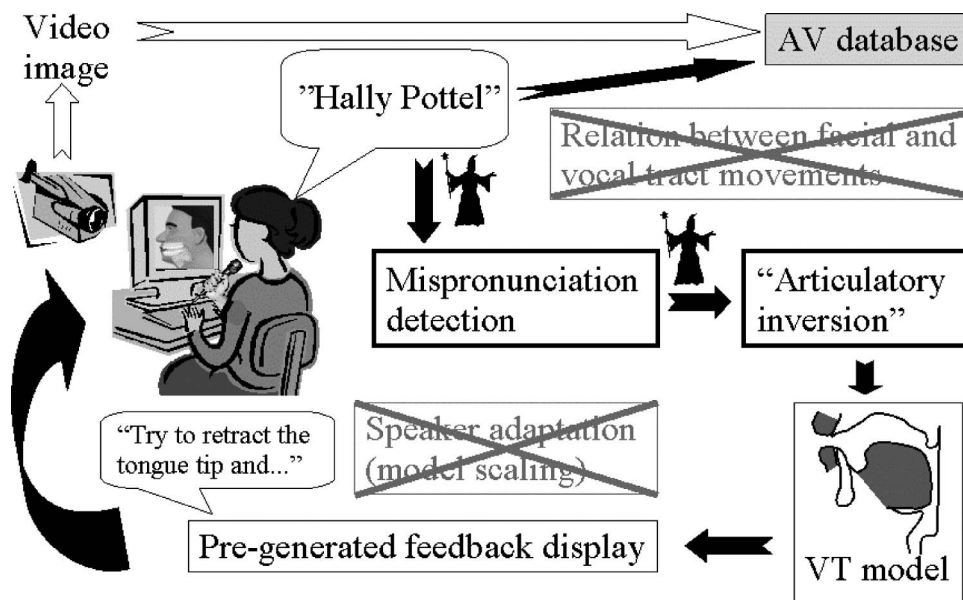 Video
image
AV database
”Hally Pottel”
Relation between facial and
vocal tract movements
Mispronunciation
detection
“Articulatory
inversion”
“Try to retract the
tongue tip and...”
Speaker adaptation
(model scaling)
Pre-generated feedback display
VT model